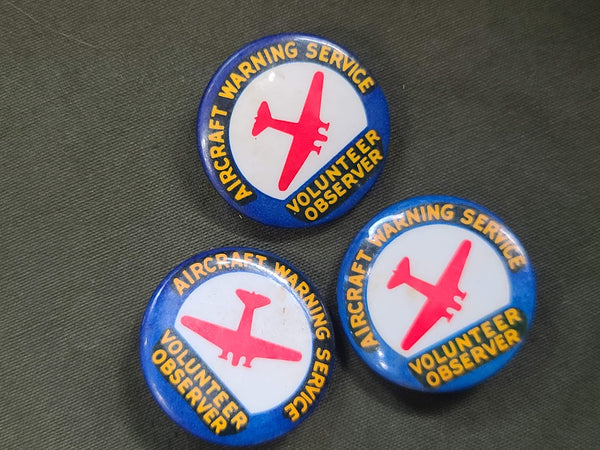 AIRCRAFT WARNING SERVICE
VOLUNTEER
OBSERVER
AIRCRAFT WARNING SERVICE
VOLUNTEER
OBSERVER
AIRCRAFT WARNING SERVICE
VOLUNTEER
OBSERVER